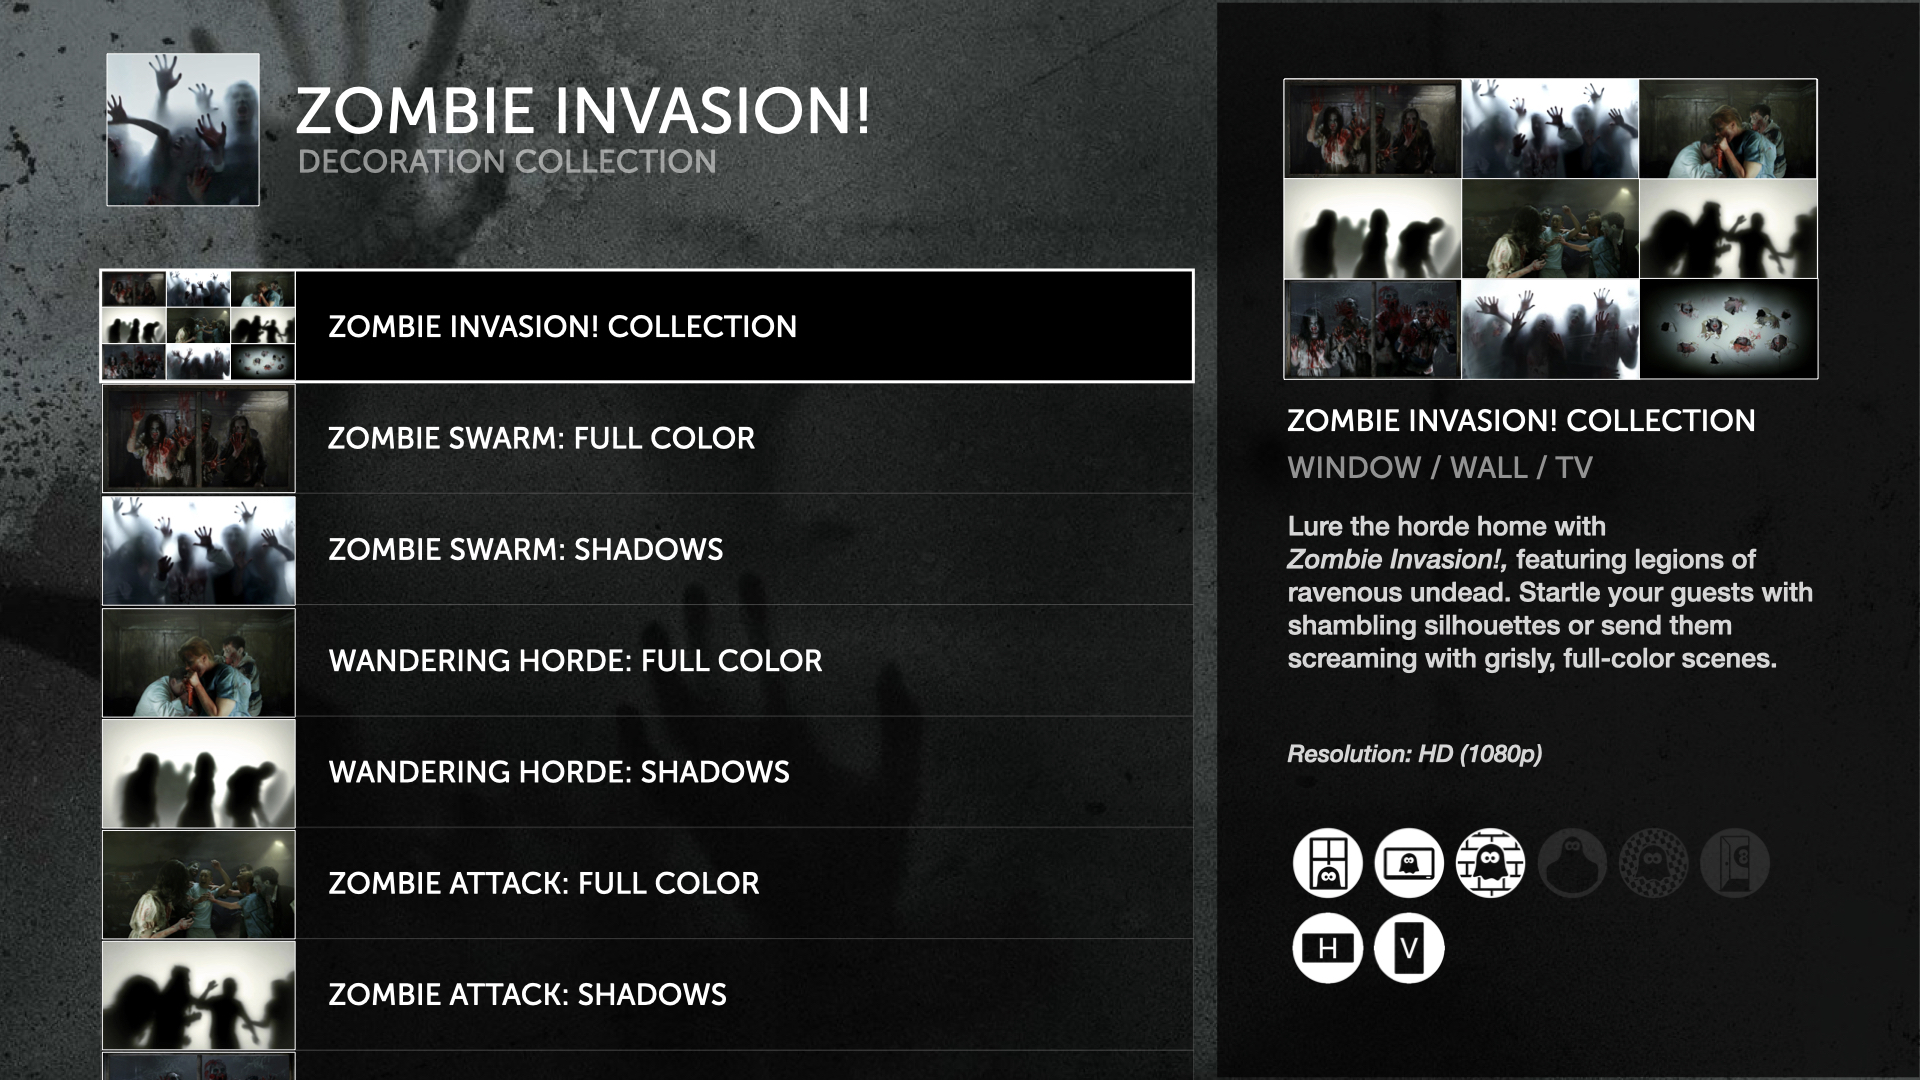 ZOMBIE INVASION!
DECORATION COLLECTION
ZOMBIE INVASION! COLLECTION
ZOMBIE SWARM: FULL COLOR
ZOMBIE SWARM: SHADOWS
WANDERING HORDE: FULL COLOR
WANDERING HORDE: SHADOWS
ZOMBIE ATTACK: FULL COLOR
ZOMBIE ATTACK: SHADOWS
ZOMBIE INVASION! COLLECTION
WINDOW / WALL / TV
Lure the horde home with
Zombie Invasion!, featuring legions of
ravenous undead. Startle your guests with
shambling silhouettes or send them
screaming with grisly, full-color scenes.
Resolution: HD (1080p)
H V